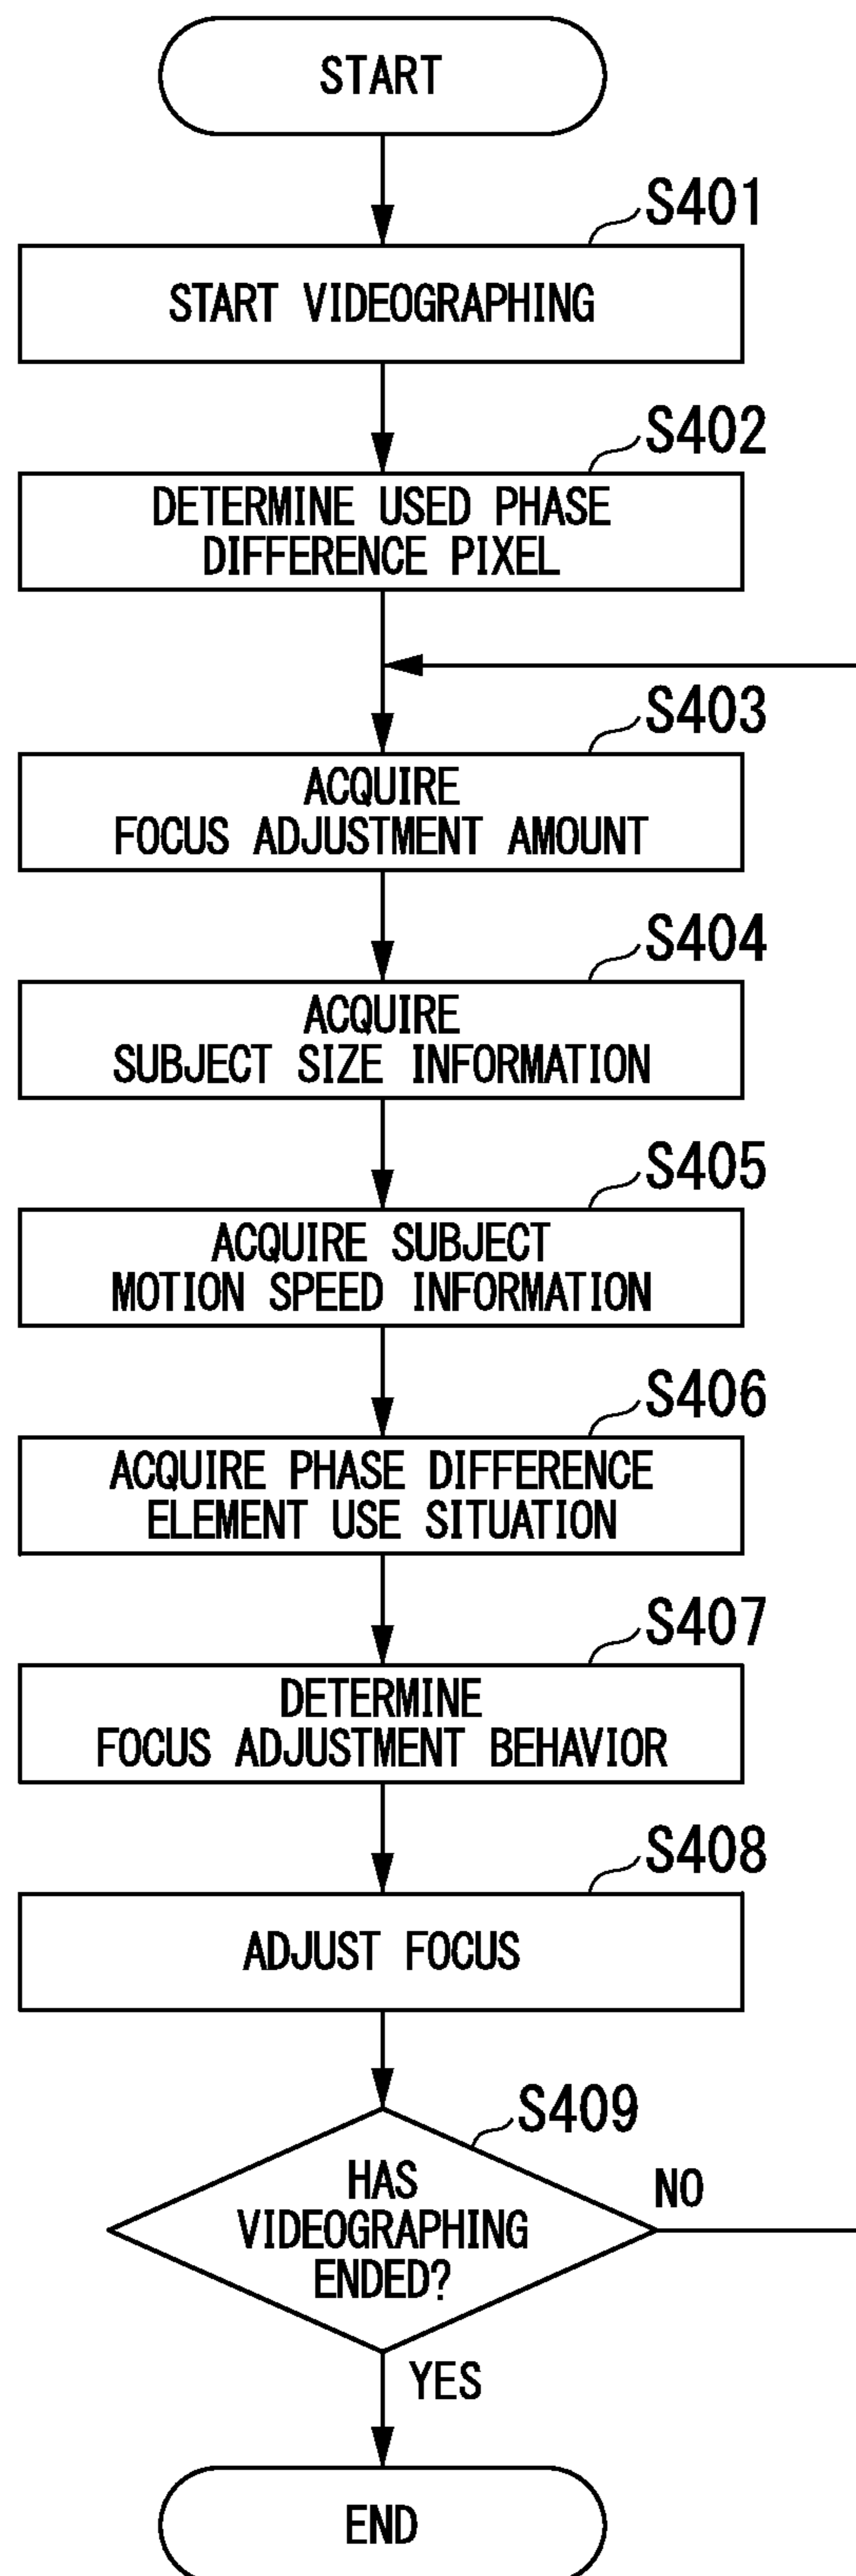 START
S401
START VIDEOGRAPHING
S402
DETERMINE USED PHASE
DIFFERENCE PIXEL
S403
ACQUIRE
FOCUS ADJUSTMENT AMOUNT
S404
ACQUIRE
SUBJECT SIZE INFORMATION
S405
ACQUIRE SUBJECT
MOTION SPEED INFORMATION
S406
ACQUIRE PHASE DIFFERENCE
ELEMENT USE SITUATION
S407
DETERMINE
FOCUS ADJUSTMENT BEHAVIOR
S408
ADJUST FOCUS
S409
HAS
VIDEOGRAPHING
ENDED?
NO
YES
END